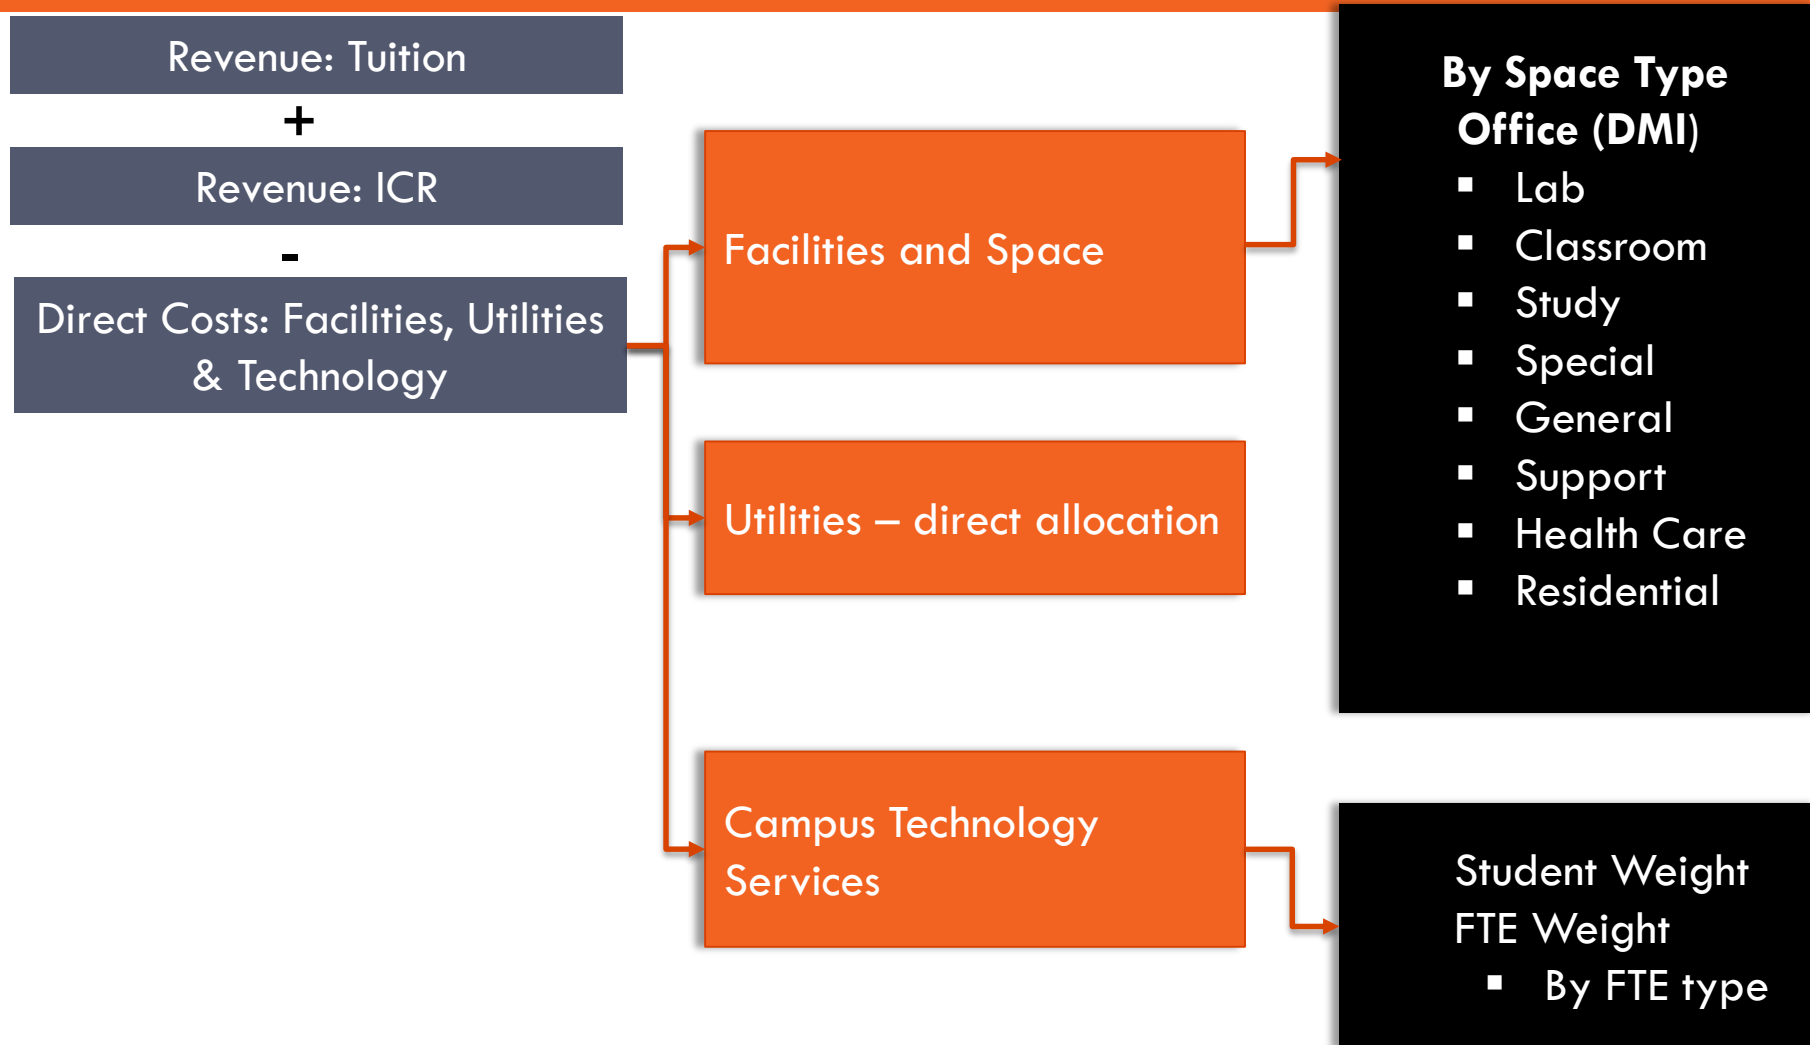 Revenue: Tuition
+
Revenue: ICR
-
Direct Costs: Facilities, Utilities
& Technology
Facilities and Space
Utilities – direct allocation
Campus Technology
Services
By Space Type
Office (DMI)
▪ Lab
▪ Classroom
▪ Study
▪ Special
▪ General
▪ Support
▪ Health Care
▪ Residential
Student Weight
FTE Weight
▪ By FTE type